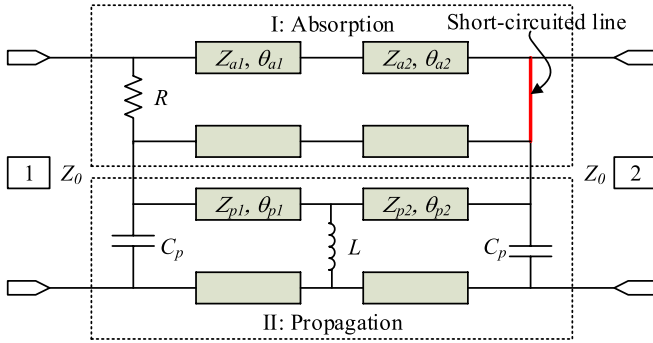 I: Absorption
Short-circuited line
Za1, θa1
Za2, θa2
R
1
Z0
Z0
2
Zp1, θp1
Zp2, θp2
Cp
L
Cp
II: Propagation